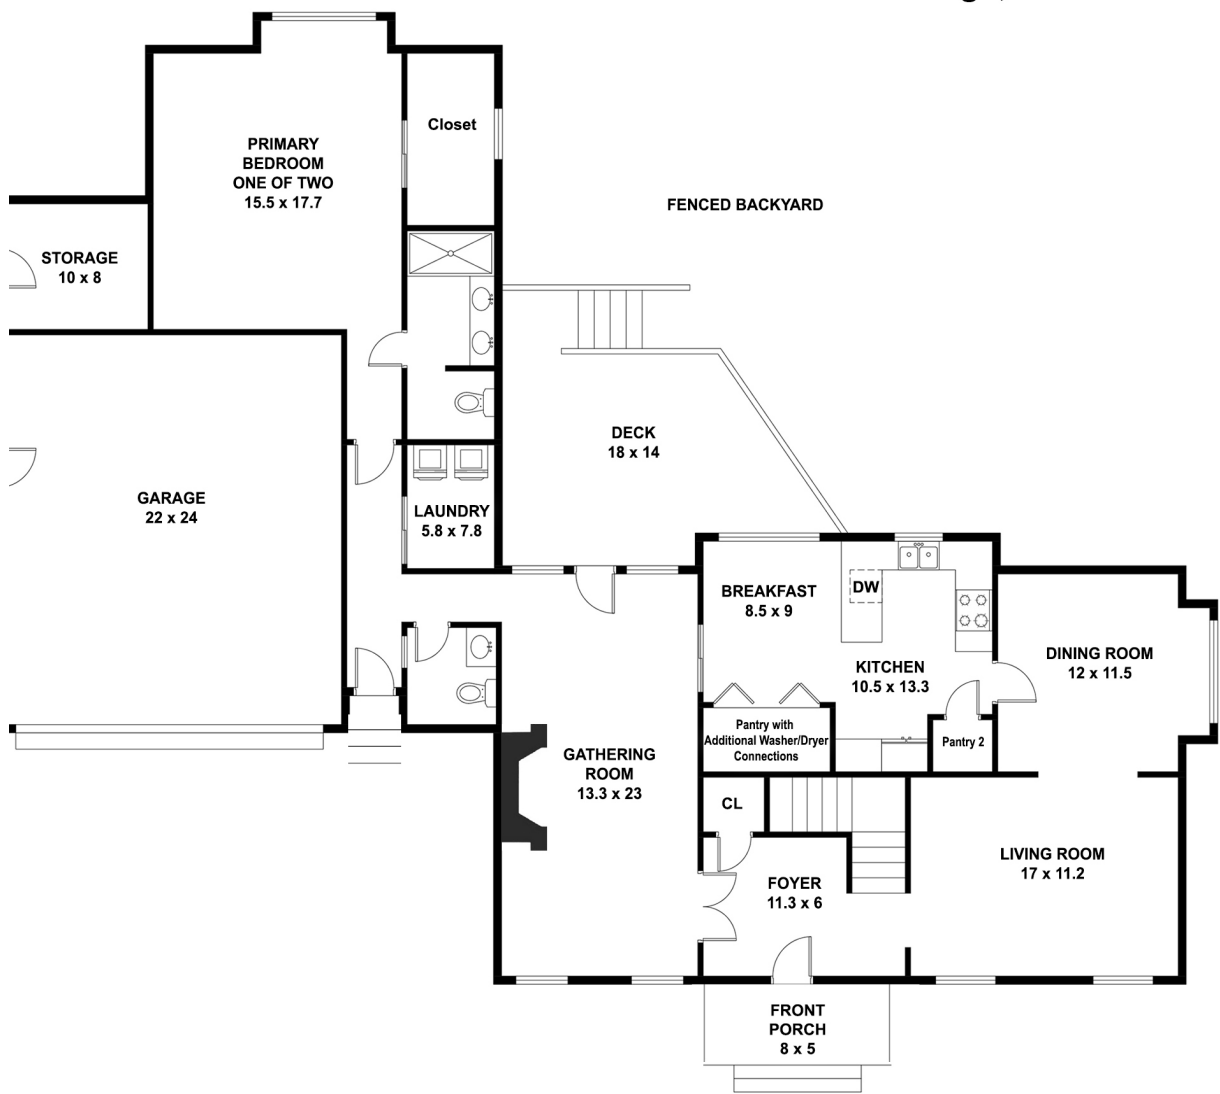 PRIMARY
BEDROOM
ONE OF TWO
15.5 x 17.7
Closet
FENCED BACKYARD
STORAGE
10 x 8
DECK
18 x 14
GARAGE
22 x 24
LAUNDRY
5.8 x 7.8
BREAKFAST
8.5 x 9
DW
KITCHEN
10.5 x 13.3
DINING ROOM
12 x 11.5
Pantry with
Additional Washer/Dryer
Connections
Pantry 2
GATHERING
ROOM
13.3 x 23
CL
LIVING ROOM
17 x 11.2
FOYER
11.3 x 6
FRONT
PORCH
8 x 5